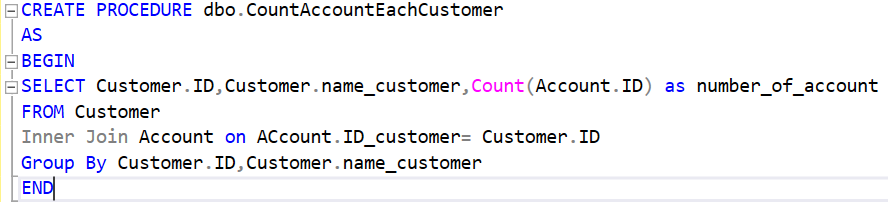 CREATE PROCEDURE dbo.CountAccountEachCustomer
AS
BEGIN
SELECT Customer.ID,Customer.name_customer,Count(Account.ID) as number_of_account
FROM Customer
Inner Join Account on ACcount.ID_customer= Customer.ID
Group By Customer.ID,Customer.name_customer
END